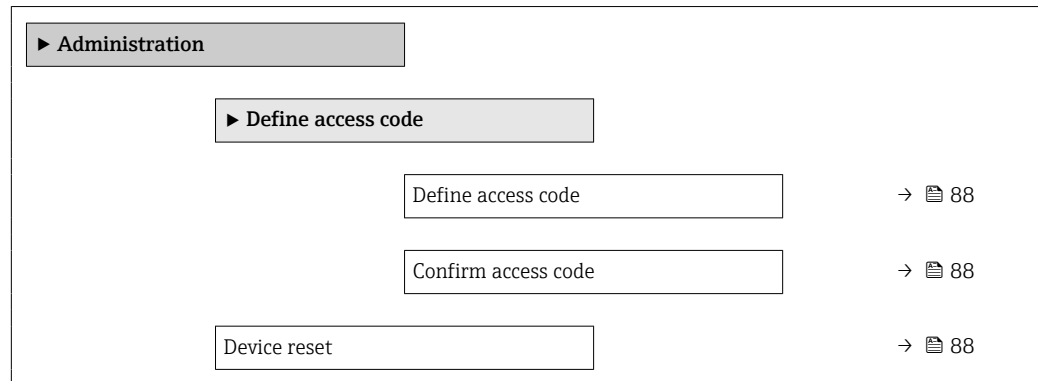 ▶ Administration
▶ Define access code
Define access code → 88
Confirm access code → 88
Device reset → 88